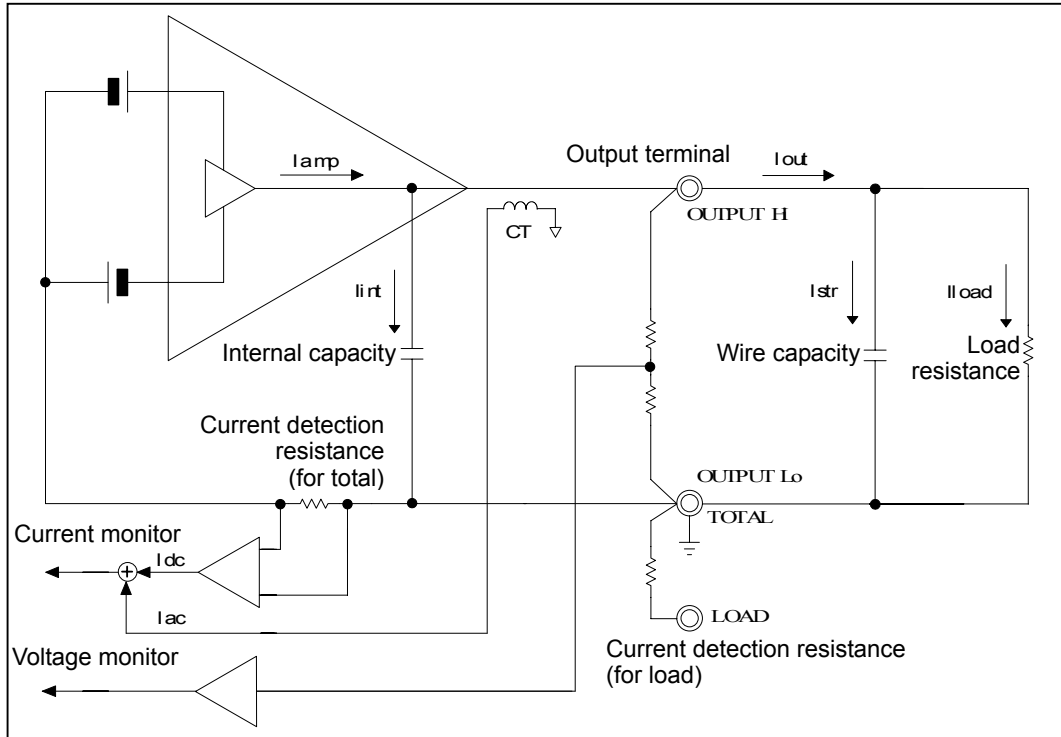 Iamp
Output terminal
Iout
OUTPUT Hi
CT
Iint
Istr
Iload
Internal capacity
Wire capacity
Load
resistance
Current detection
resistance
(for total)
OUTPUT Lo
TOTAL
Current monitor
Idc
Iac
LOAD
Voltage monitor
Current detection resistance
(for load)